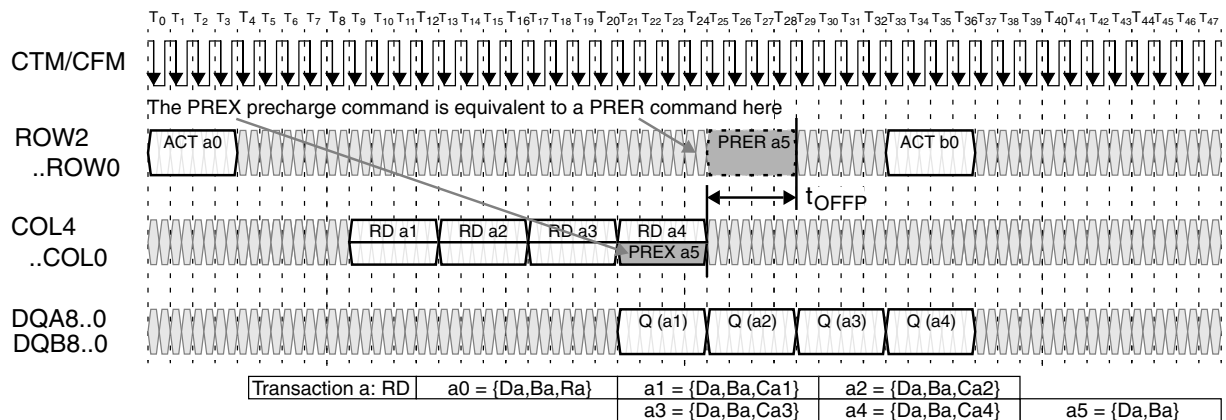 T0 T1 T2 T3 T4 T5 T6 T7 T8 T9 T10 T11 T12 T13 T14 T15 T16 T17 T18 T19 T20 T21 T22 T23 T24 T25 T26 T27 T28 T29 T30 T31 T32 T33 T34 T35 T36 T37 T38 T39 T40 T41 T42 T43 T44 T45 T46 T47
CTM/CFM
The PREX precharge command is equivalent to a PRER command here
ROW2
..ROW0
ACT a0
PRER a5
ACT b0
tOFFP
COL4
..COL0
RD a1
RD a2
RD a3
RD a4
PREX a5
DQA8..0
DQB8..0
Q (a1)
Q (a2)
Q (a3)
Q (a4)
Transaction a: RD a0 = {Da,Ba,Ra} a1 = {Da,Ba,Ca1} a2 = {Da,Ba,Ca2}
a3 = {Da,Ba,Ca3} a4 = {Da,Ba,Ca4} a5 = {Da,Ba}